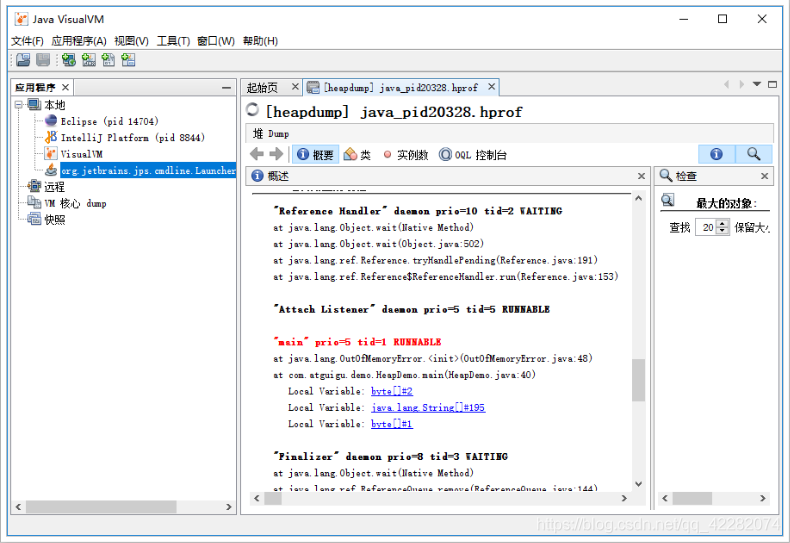 Java VisualVM
文件(F) 应用程序(A) 视图(V) 工具(T) 窗口(W) 帮助(H)
应用程序
本地
Eclipse (pid 14704)
IntelliJ Platform (pid 8844)
VisualVM
org.jetbrains.jps.cmdline.Launcher
远程
VM 核心 dump
快照
起始页 [heapdump] java_pid20328.hprof
[heapdump] java_pid20328.hprof
堆 Dump
概要 类 实例数 OQL 控制台
概述
"Reference Handler" daemon prio=10 tid=2 WAITING
at java.lang.Object.wait(Native Method)
at java.lang.Object.wait(Object.java:502)
at java.lang.ref.Reference.tryHandlePending(Reference.java:191)
at java.lang.ref.Reference$ReferenceHandler.run(Reference.java:153)
"Attach Listener" daemon prio=5 tid=5 RUNNABLE
"main" prio=5 tid=1 RUNNABLE
at java.lang.OutOfMemoryError.<init>(OutOfMemoryError.java:48)
at com.atguigu.demo.HeapDemo.main(HeapDemo.java:40)
Local Variable: byte[]#2
Local Variable: java.lang.String[]#195
Local Variable: byte[]#1
"Finalizer" daemon prio=8 tid=3 WAITING
at java.lang.Object.wait(Native Method)
at java.lang.ref.ReferenceQueue.remove(ReferenceQueue.java:144)
检查
最大的对象:
查找 20 保留大小
https://blog.csdn.net/qq_42282074